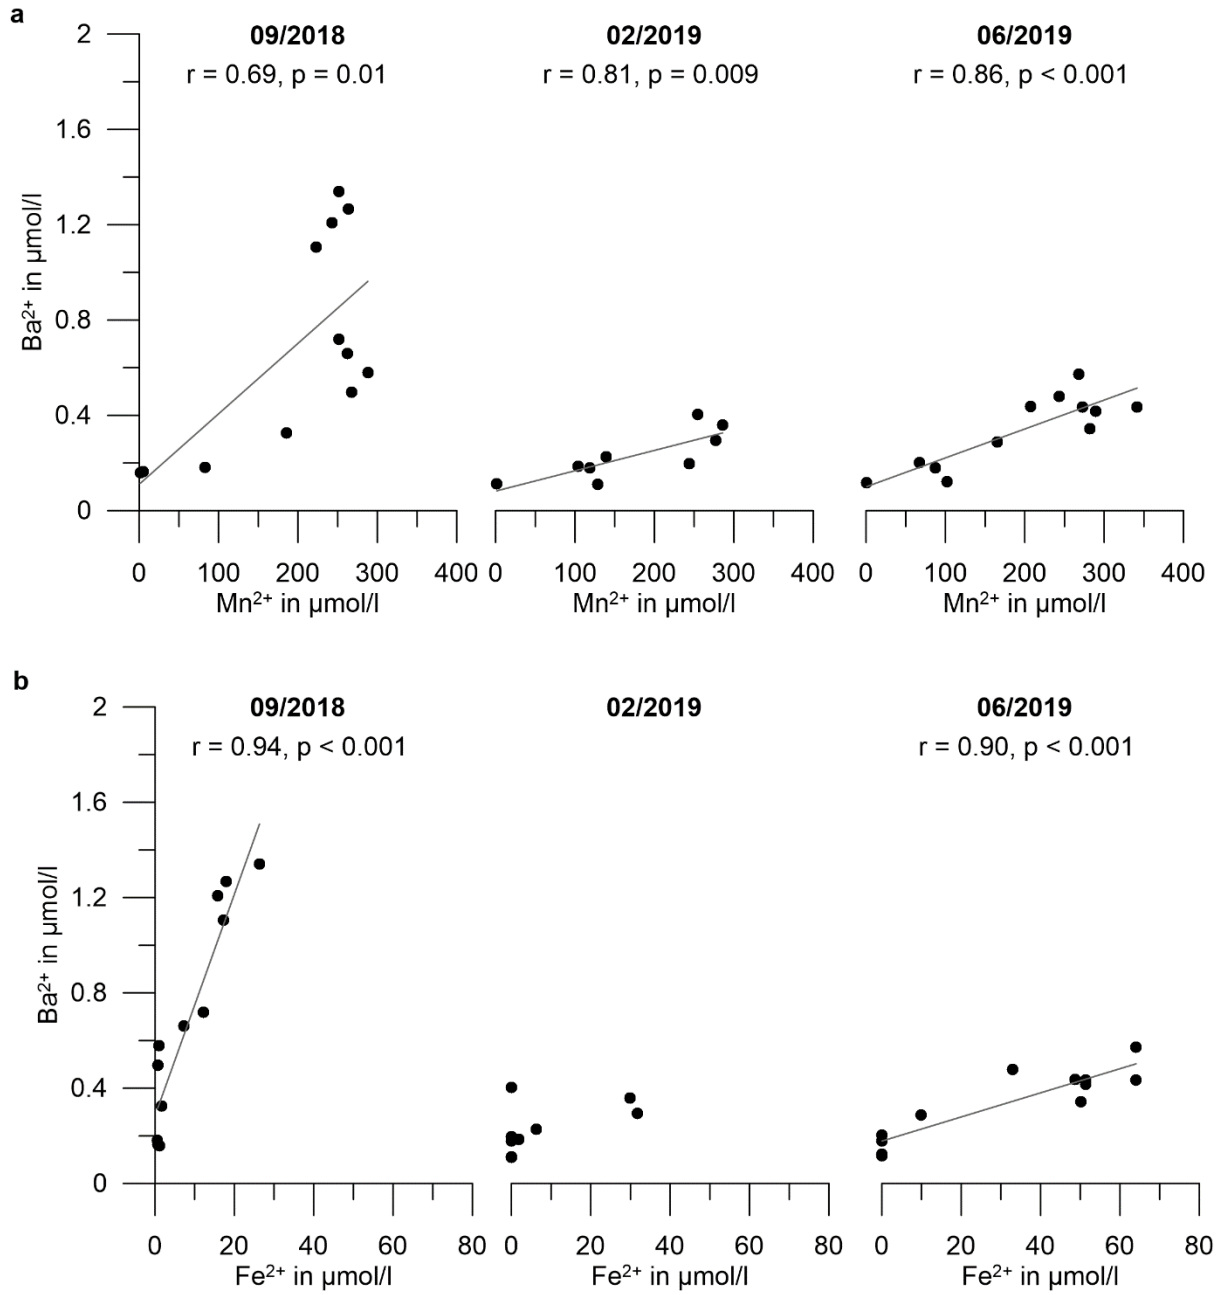 a
09/2018 02/2019 06/2019
r = 0.69, p = 0.01 r = 0.81, p = 0.009 r = 0.86, p < 0.001
2
1.6
1.2
0.8
0.4
0
Ba²⁺ in µmol/l
0 100 200 300 400 0 100 200 300 400 0 100 200 300 400
Mn²⁺ in µmol/l Mn²⁺ in µmol/l Mn²⁺ in µmol/l
b
09/2018 02/2019 06/2019
r = 0.94, p < 0.001 r = 0.90, p < 0.001
2
1.6
1.2
0.8
0.4
0
Ba²⁺ in µmol/l
0 20 40 60 80 0 20 40 60 80 0 20 40 60 80
Fe²⁺ in µmol/l Fe²⁺ in µmol/l Fe²⁺ in µmol/l